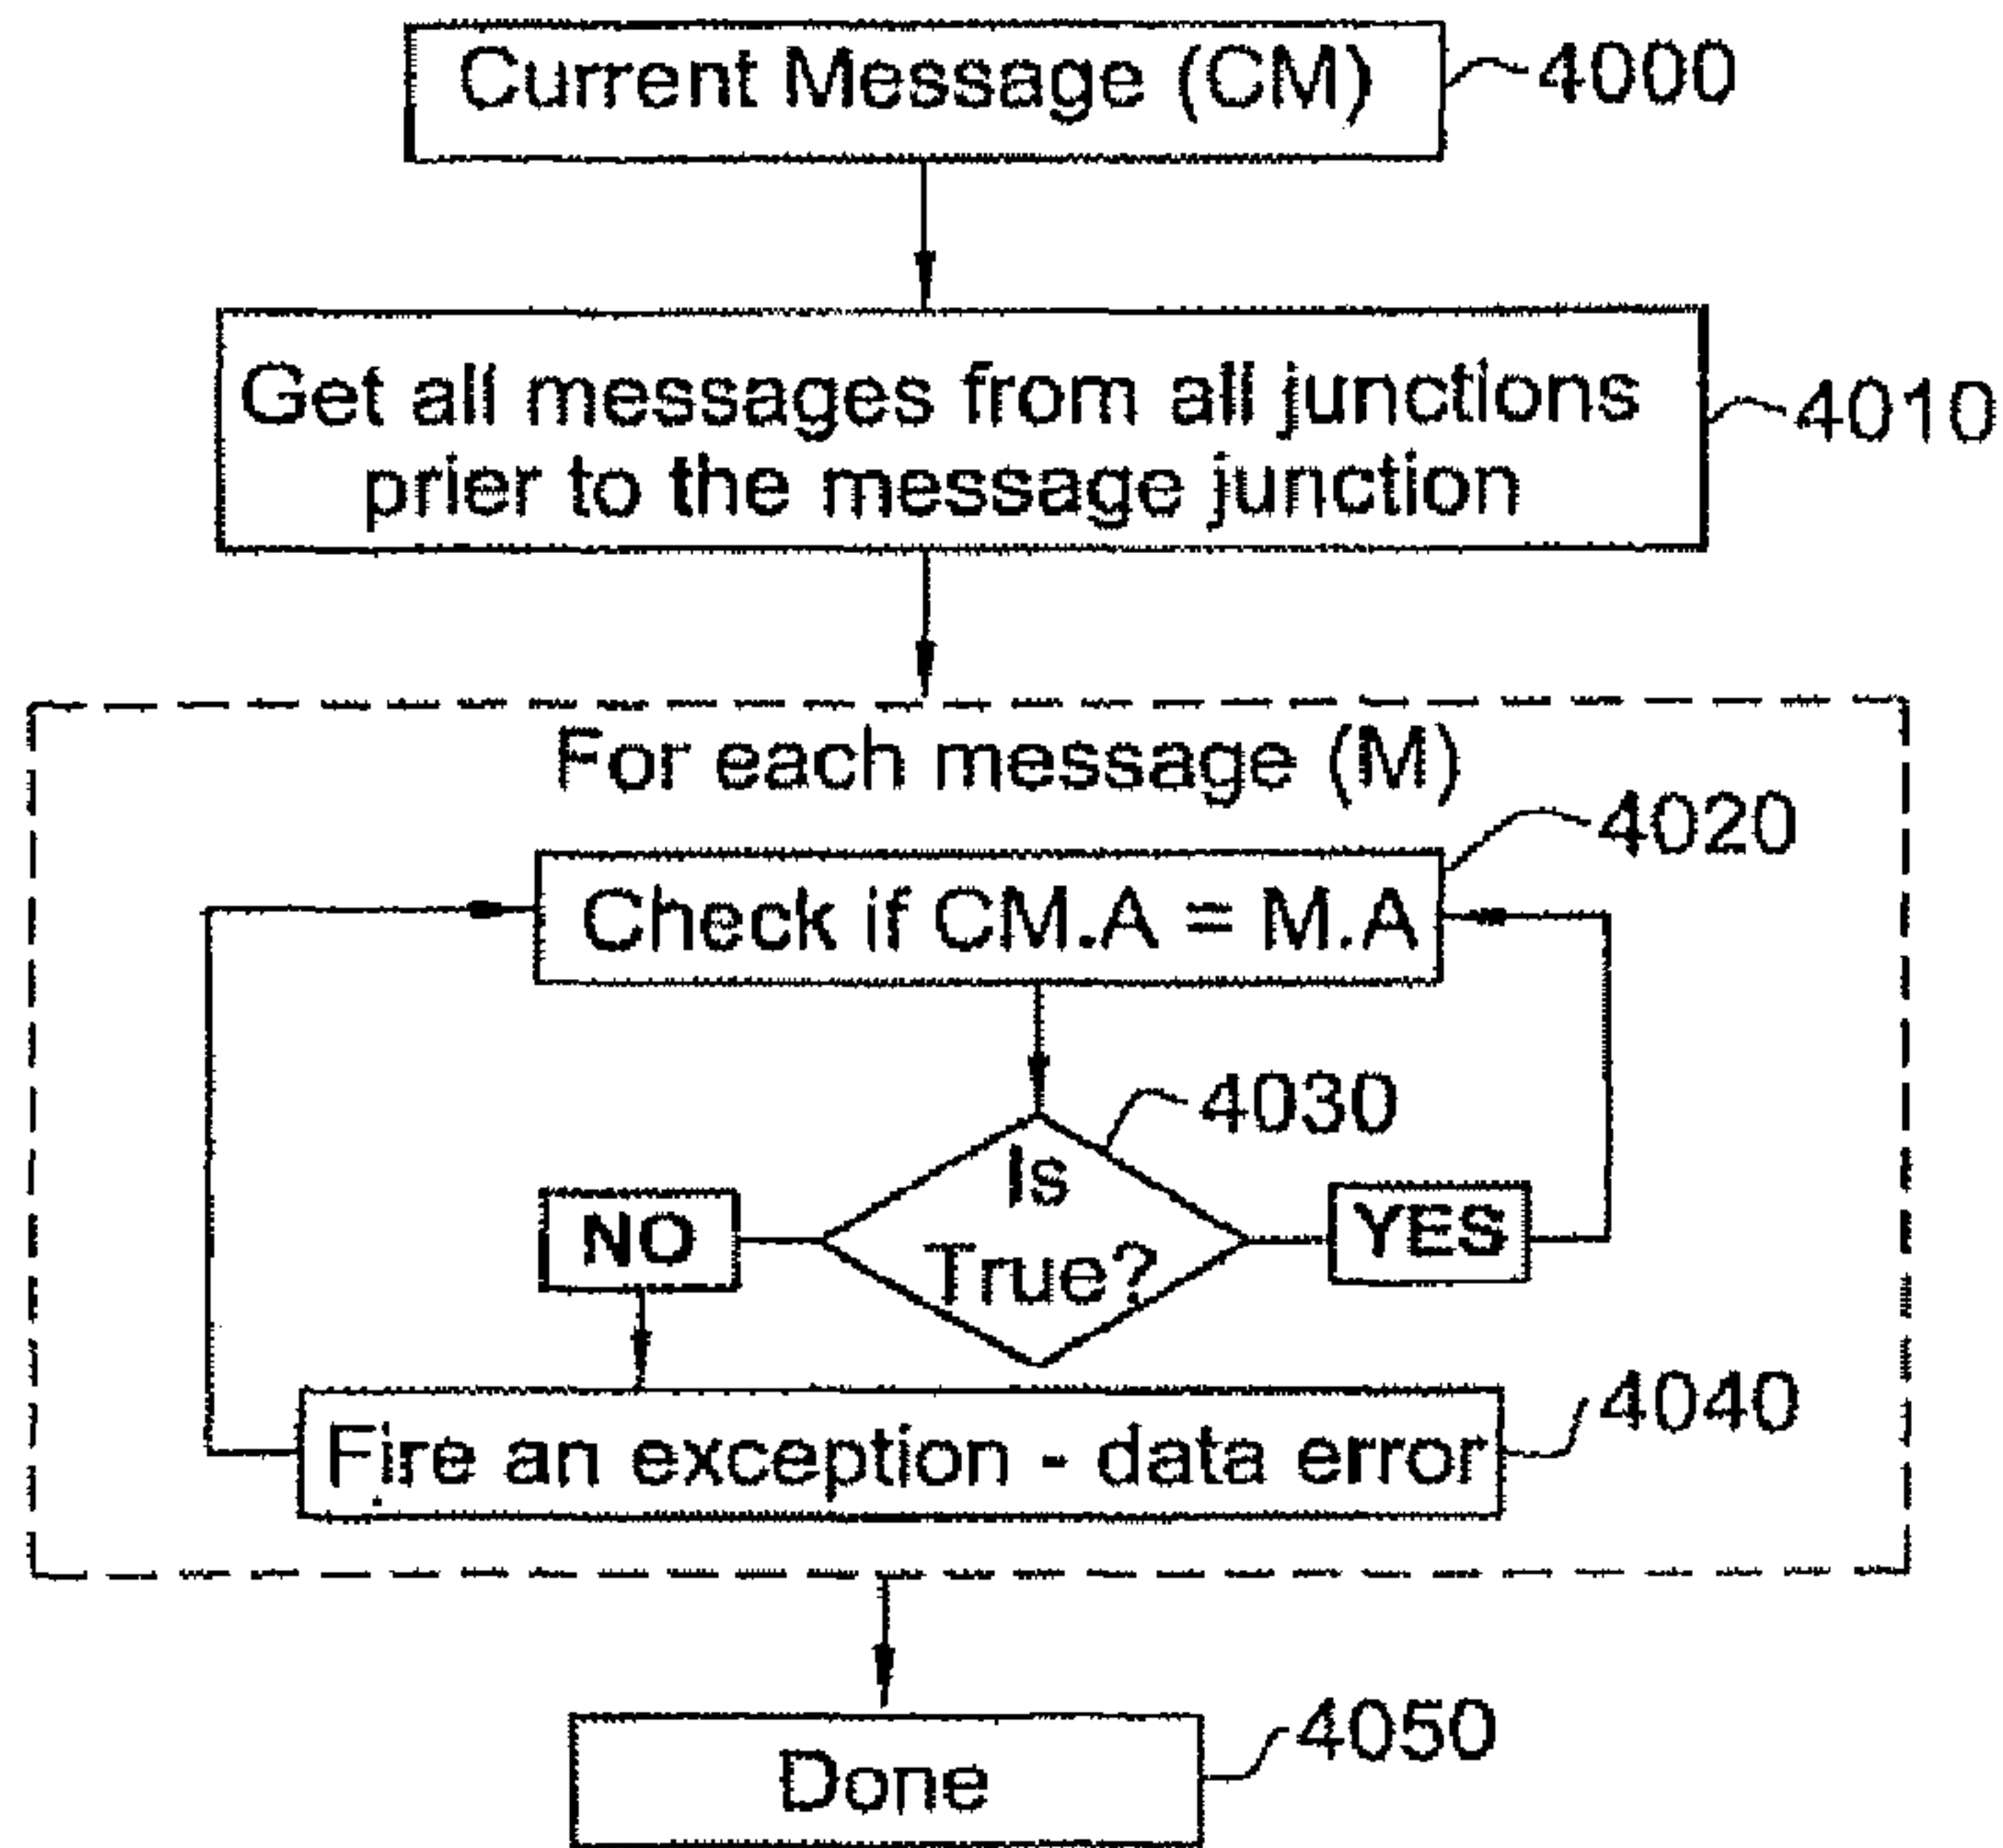 Current Message (CM)
4000
Get all messages from all junctions
prier to the message junction
4010
For each message (M)
4020
Check if CM.A = M.A
4030
Is
True?
NO
YES
4040
Fire an exception - data error
4050
Done